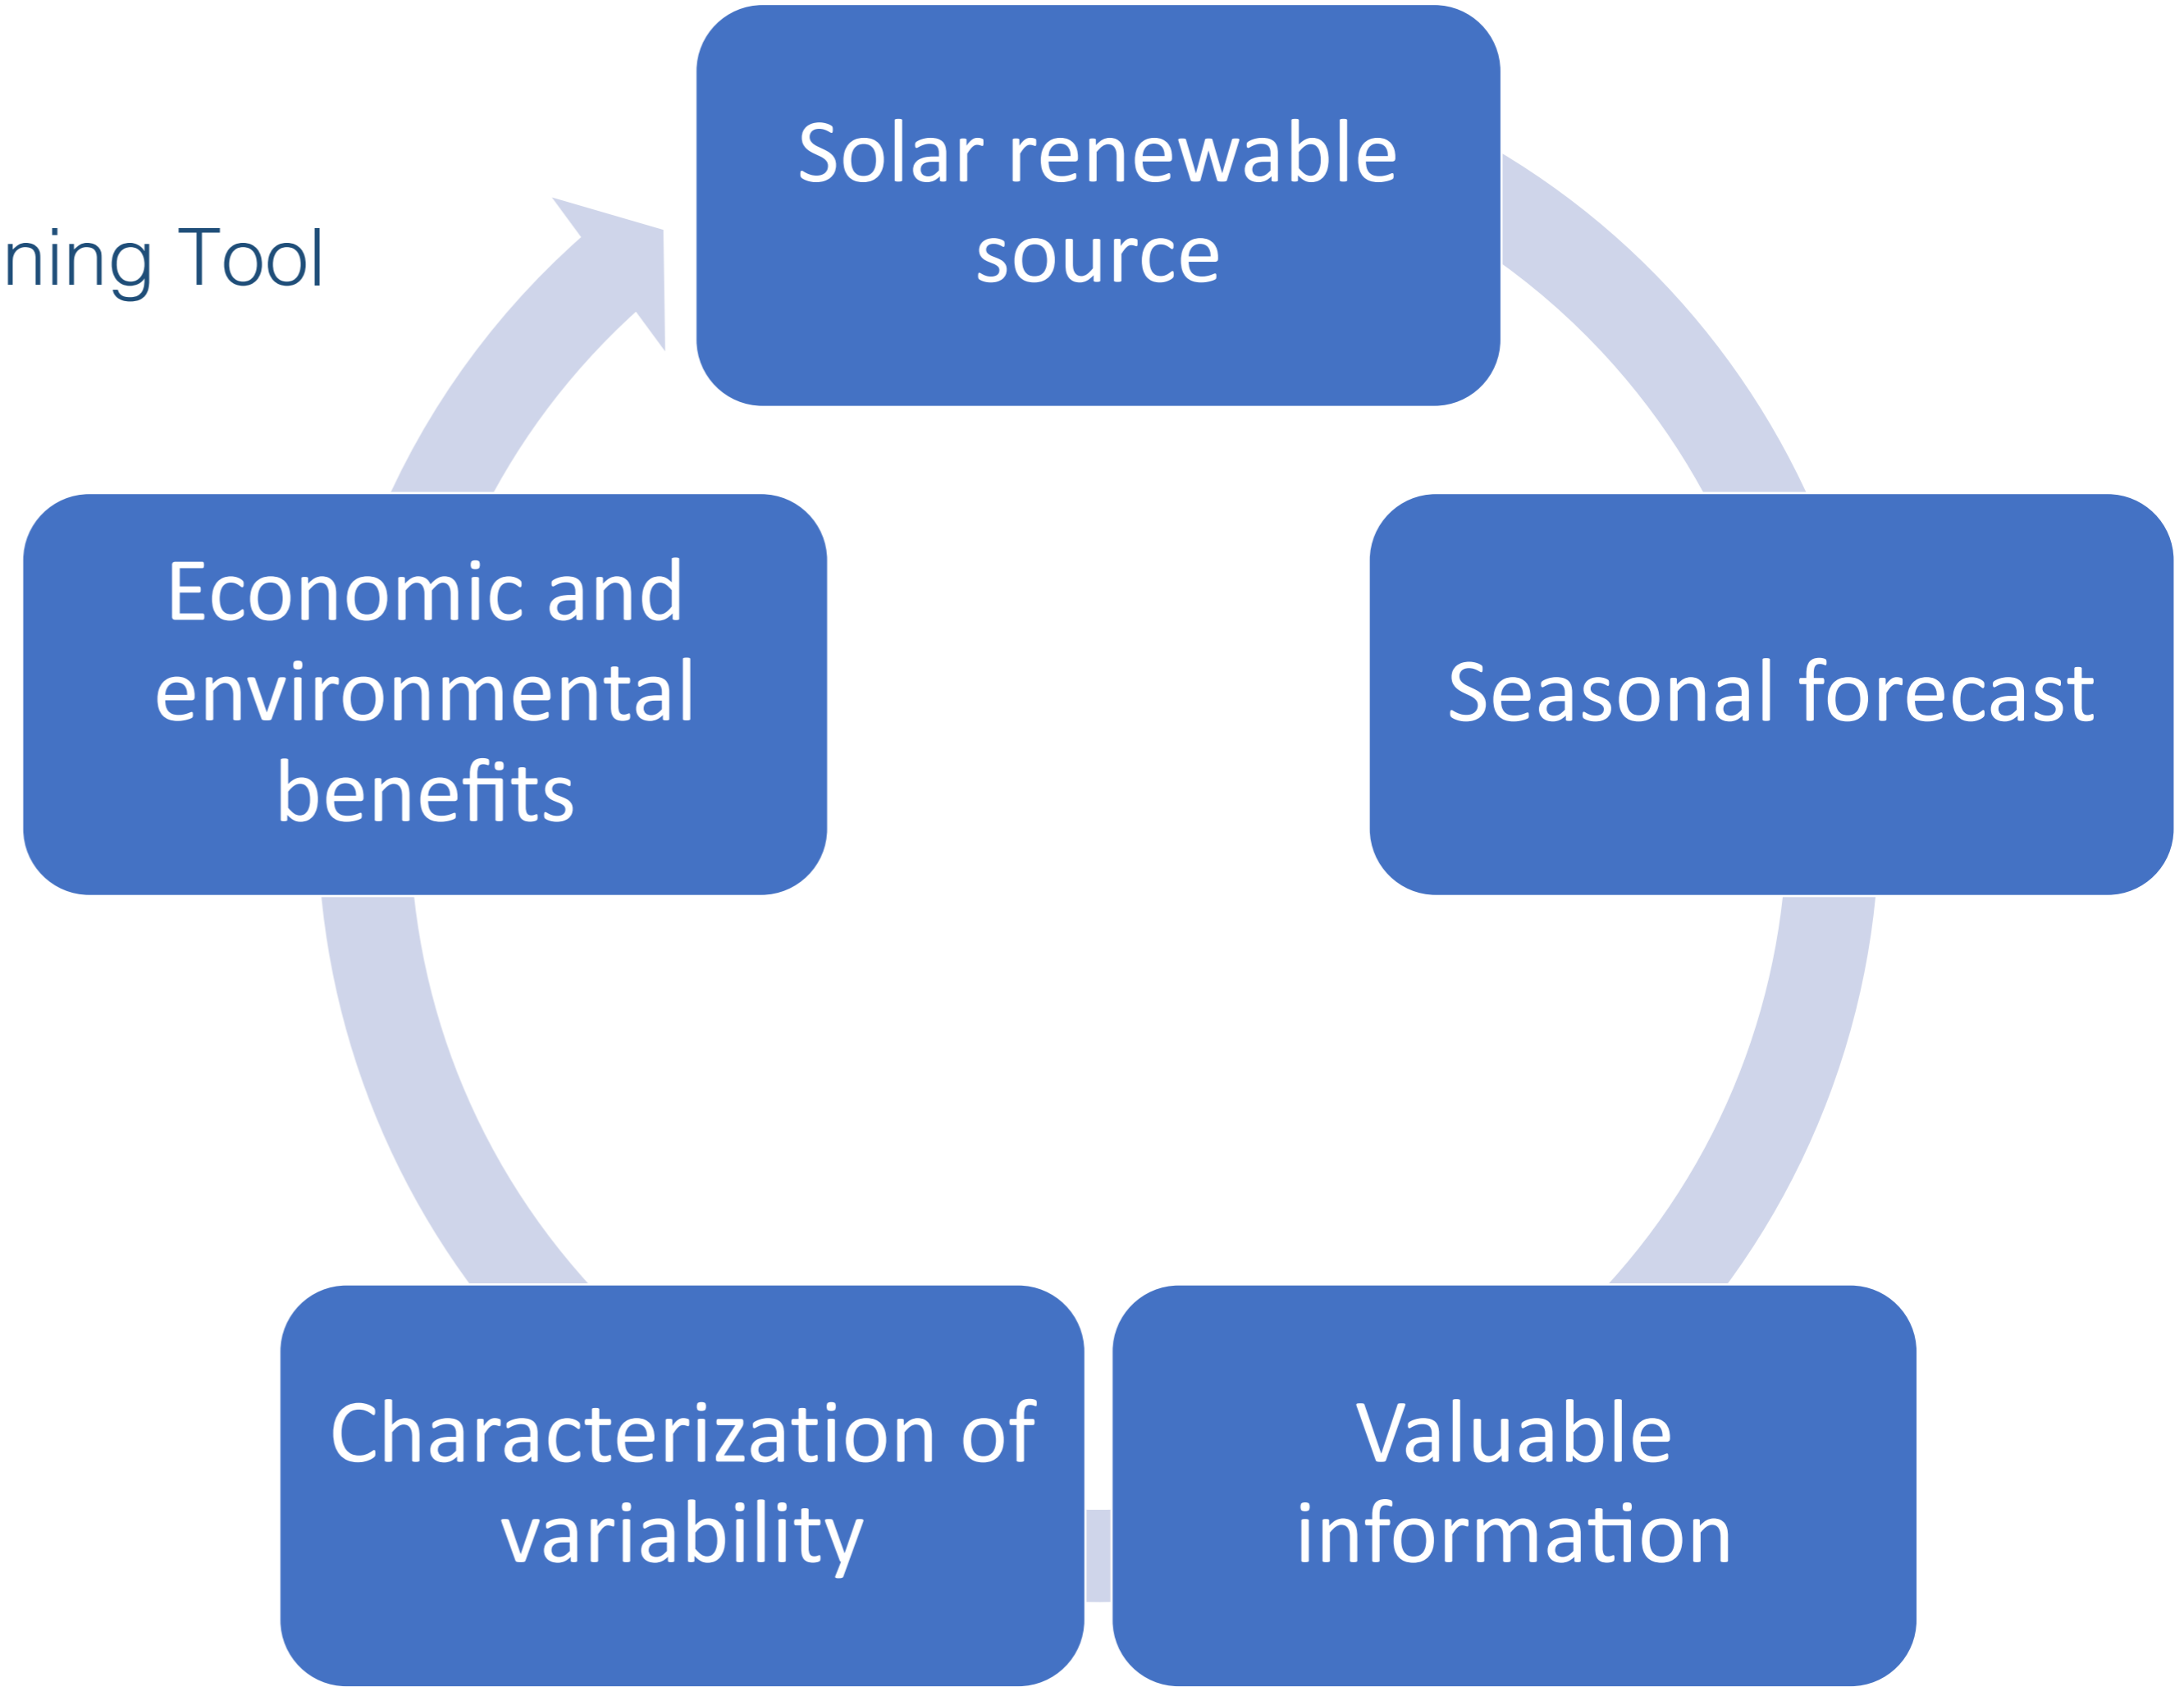 Solar renewable
source
ning Tool
Economic and
environmental
benefits
Seasonal forecast
Characterization of
variability
Valuable
information